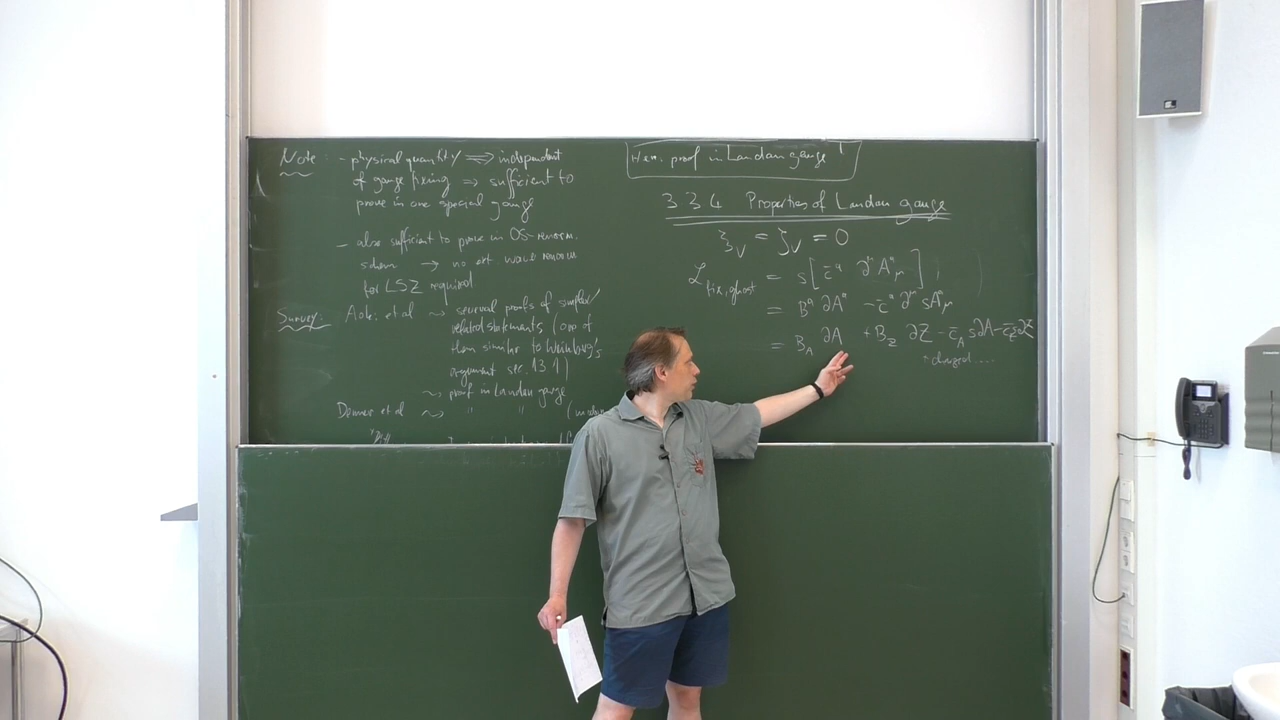 Note: - physical quantity ⟹ independent
of gauge fixing ⟹ sufficient to
prove in one special gauge
- also sufficient to prove in OS-renorm.
schem → no ext wave renorm
for LSZ required
Survey: Aoki et al ⇝ several proofs of simpler/
related statements (one of
them similar to Weinberg's
argument sec. 13.1)
⇝ proof in Landau gauge
Denner et al ⇝ " "
Here: proof in Landau gauge!
3 3 4 Properties of Landau gauge
ξ_V = ζ_V = 0
ℒ_{fix, ghost} = s[ c̄^a ∂^μ A^a_μ ]
= B^a ∂A^a - c̄^a ∂^μ sA^a_μ
= B_A ∂A + B_Z ∂Z - c̄_A s∂A - c̄_Z s∂Z
+ charged ....